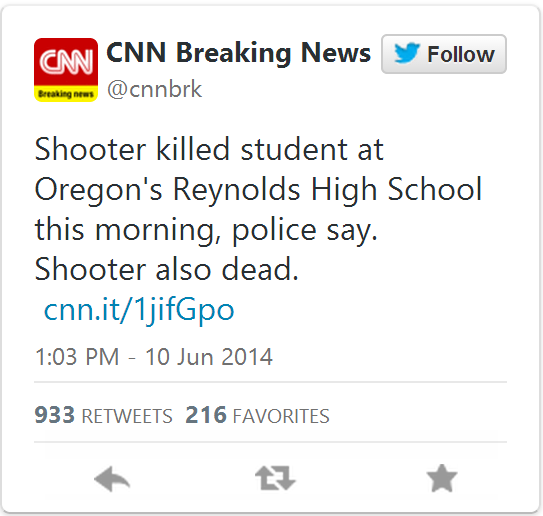 CNN
Breaking news
CNN Breaking News
Follow
@cnnbrk
Shooter killed student at
Oregon's Reynolds High School
this morning, police say.
Shooter also dead.
cnn.it/1jifGpo
1:03 PM - 10 Jun 2014
933 RETWEETS 216 FAVORITES